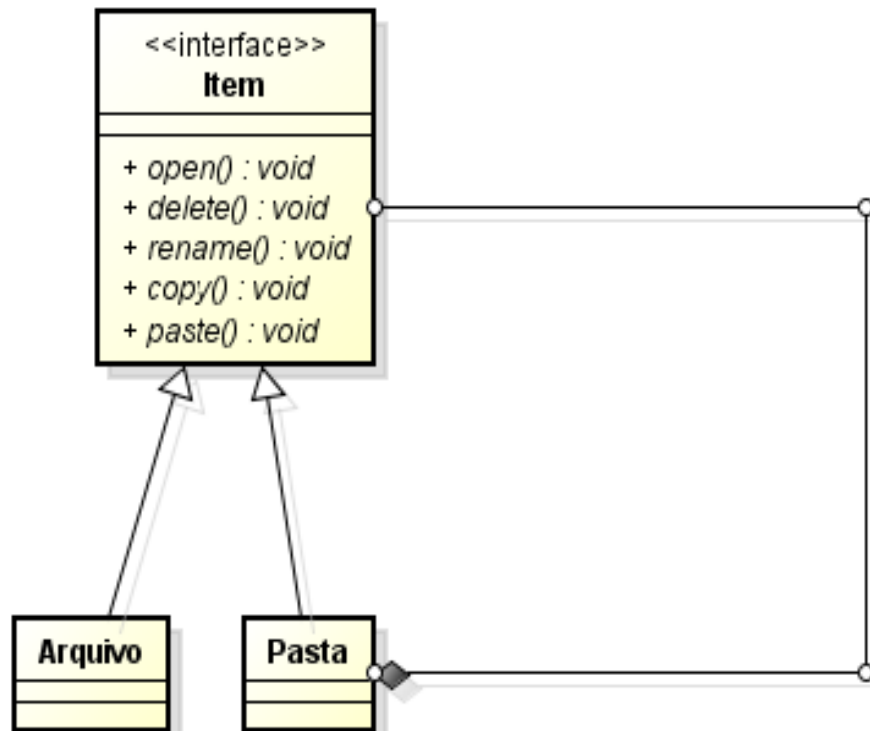 <<interface>>
Item
+ open() : void
+ delete() : void
+ rename() : void
+ copy() : void
+ paste() : void
Arquivo
Pasta